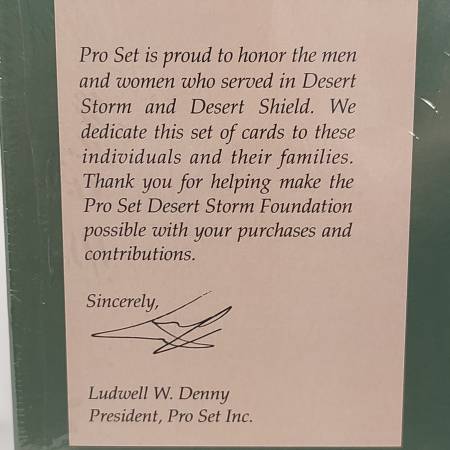 Pro Set is proud to honor the men
and women who served in Desert
Storm and Desert Shield. We
dedicate this set of cards to these
individuals and their families.
Thank you for helping make the
Pro Set Desert Storm Foundation
possible with your purchases and
contributions.
Sincerely,
Ludwell W. Denny
President, Pro Set Inc.